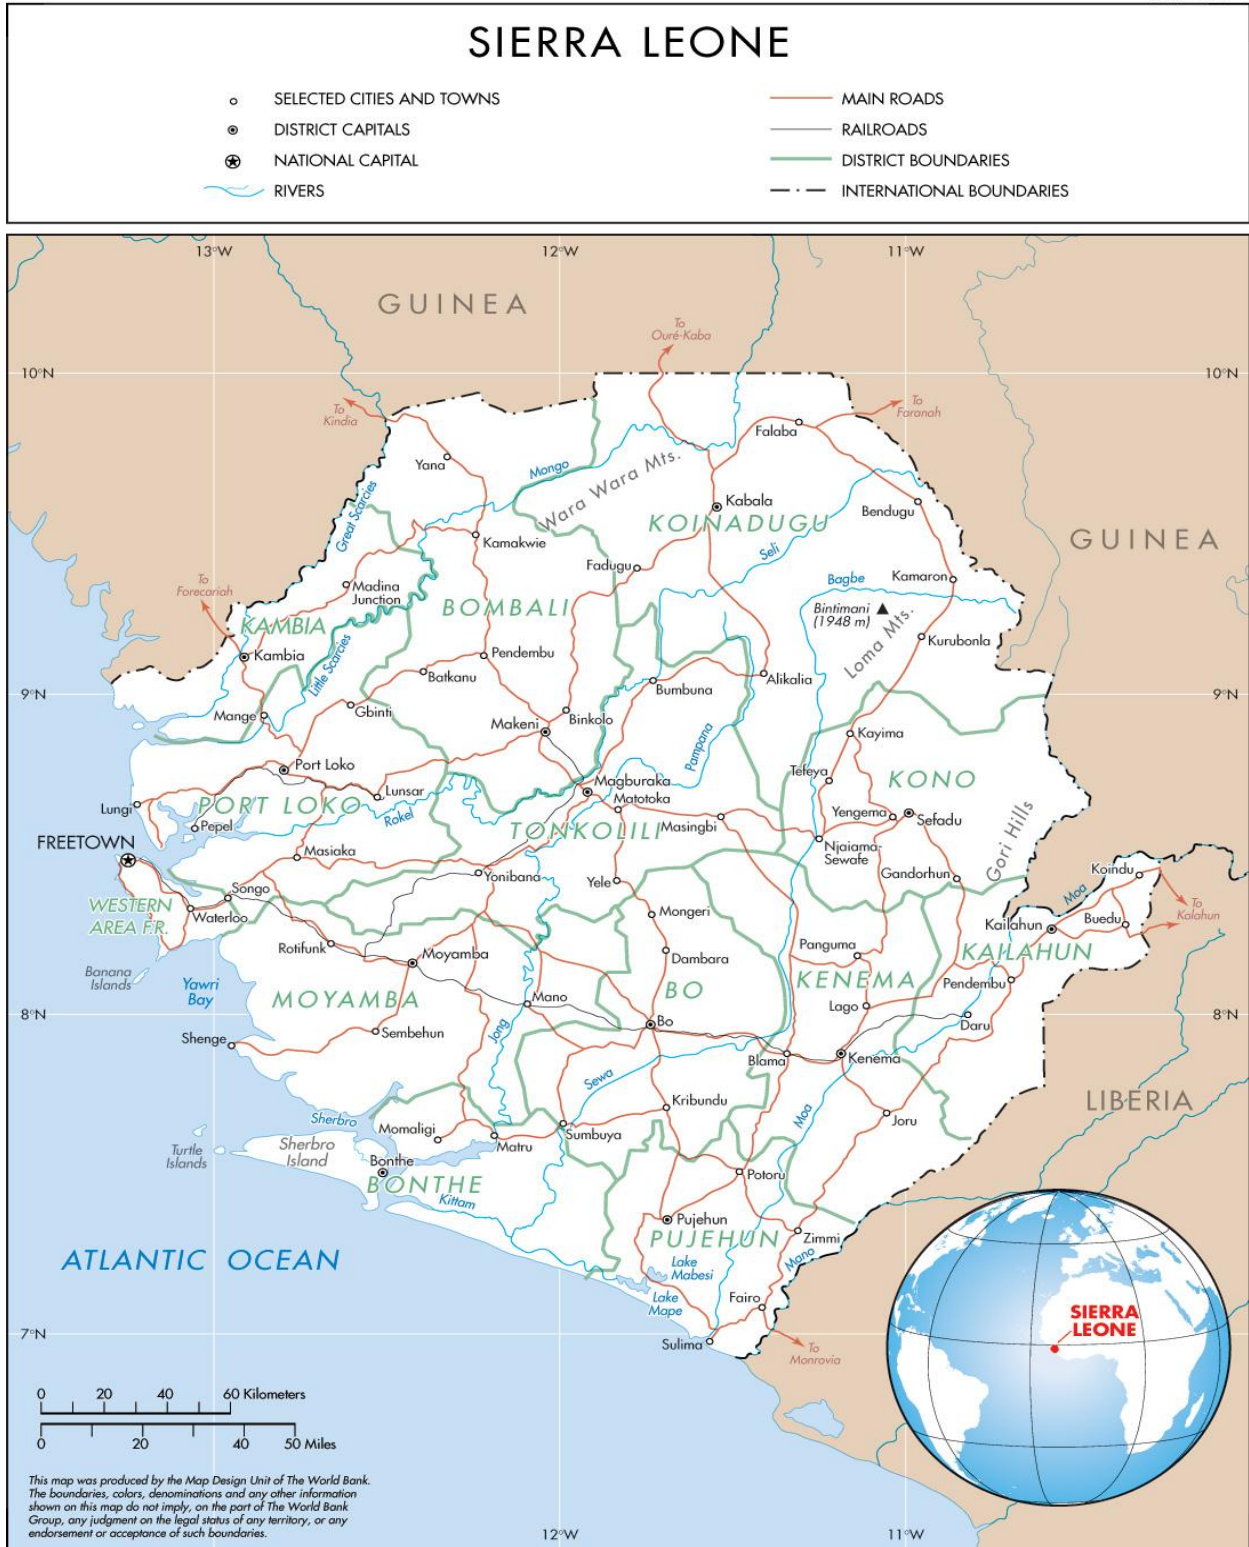 SIERRA LEONE
SELECTED CITIES AND TOWNS
DISTRICT CAPITALS
NATIONAL CAPITAL
RIVERS
MAIN ROADS
RAILROADS
DISTRICT BOUNDARIES
INTERNATIONAL BOUNDARIES
13°W
12°W
11°W
GUINEA
To
Ouré-Kaba
10°N
10°N
To
Kindia
To
Faranah
Falaba
Yana
Mongo
Wara Wara Mts.
Great Scarcies
Kabala
KOINADUGU
Bendugu
GUINEA
Kamakwie
Seli
Fadugu
To
Forecariah
Madina
Junction
Bagbe
Kamaron
BOMBALI
Bintimani
(1948 m)
KAMBIA
Loma Mts.
Kurubonla
Kambia
Little Scarcies
Pendembu
Batkanu
Bumbuna
Alikalia
9°N
9°N
Mange
Gbinti
Makeni
Binkolo
Pampana
Kayima
Port Loko
Tefeya
KONO
Magburaka
Matotoka
Lungi
PORT LOKO
Lunsar
Rokel
Pepel
TONKOLILI
Masingbi
Yengema
Sefadu
Gori Hills
FREETOWN
Masiaka
Njaiama-
Sewafe
Yonibana
Yele
Gandorhun
Koindu
Songo
Moa
To
Kolahun
WESTERN
AREA F.R.
Waterloo
Mongeri
Kailahun
Buedu
Rotifunk
Moyamba
Dambara
Panguma
KAILAHUN
Banana
Islands
Yawri
Bay
MOYAMBA
BO
KENEMA
Pendembu
Mano
Lago
8°N
8°N
Shenge
Sembehun
Jong
Bo
Daru
Blama
Kenema
Sewa
LIBERIA
Kribundu
Moa
Joru
Sherbro
Momaligi
Sumbuya
Turtle
Islands
Sherbro
Island
Matru
Bonthe
BONTHE
Potoru
Kittam
Pujehun
PUJEHUN
Zimmi
ATLANTIC OCEAN
Lake
Mabesi
Mano
Lake
Mape
Fairo
SIERRA
LEONE
7°N
Sulima
To
Monrovia
0 20 40 60 Kilometers
0 20 40 50 Miles
This map was produced by the Map Design Unit of The World Bank.
The boundaries, colors, denominations and any other information
shown on this map do not imply, on the part of The World Bank
Group, any judgment on the legal status of any territory, or any
endorsement or acceptance of such boundaries.
12°W
11°W